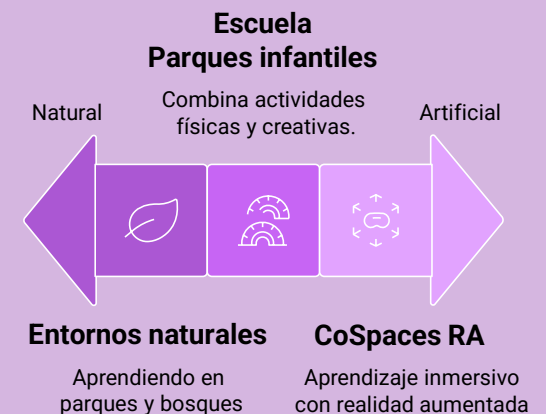 Escuela
Parques infantiles
Combina actividades
físicas y creativas.
Natural
Artificial
Entornos naturales
Aprendiendo en
parques y bosques
CoSpaces RA
Aprendizaje inmersivo
con realidad aumentada